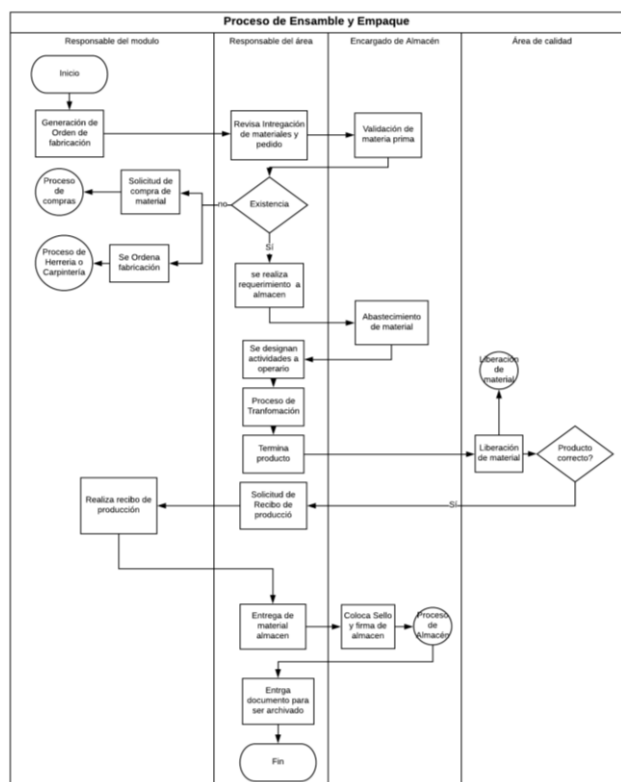 Proceso de Ensamble y Empaque
Responsable del modulo
Responsable del área
Encargado de Almacén
Área de calidad
Inicio
Generación de
Orden de
fabricación
Revisa Intregación
de materiales y
pedido
Validación de
materia prima
Proceso
de
compras
Solicitud de
compra de
material
no
Existencia
Proceso de
Herreria o
Carpintería
Se Ordena
fabricación
Sí
se realiza
requerimiento a
almacen
Abastecimiento
de material
Se designan
actividades a
operario
Liberación
de
material
Proceso de
Tranfomación
Termina
producto
Liberación
de material
Producto
correcto?
Realiza recibo de
producción
Solicitud de
Recibo de
producció
Sí
Entrega de
material
almacen
Coloca Sello
y firma de
almacen
Proceso
de
Almacén
Entrga
documento para
ser archivado
Fin